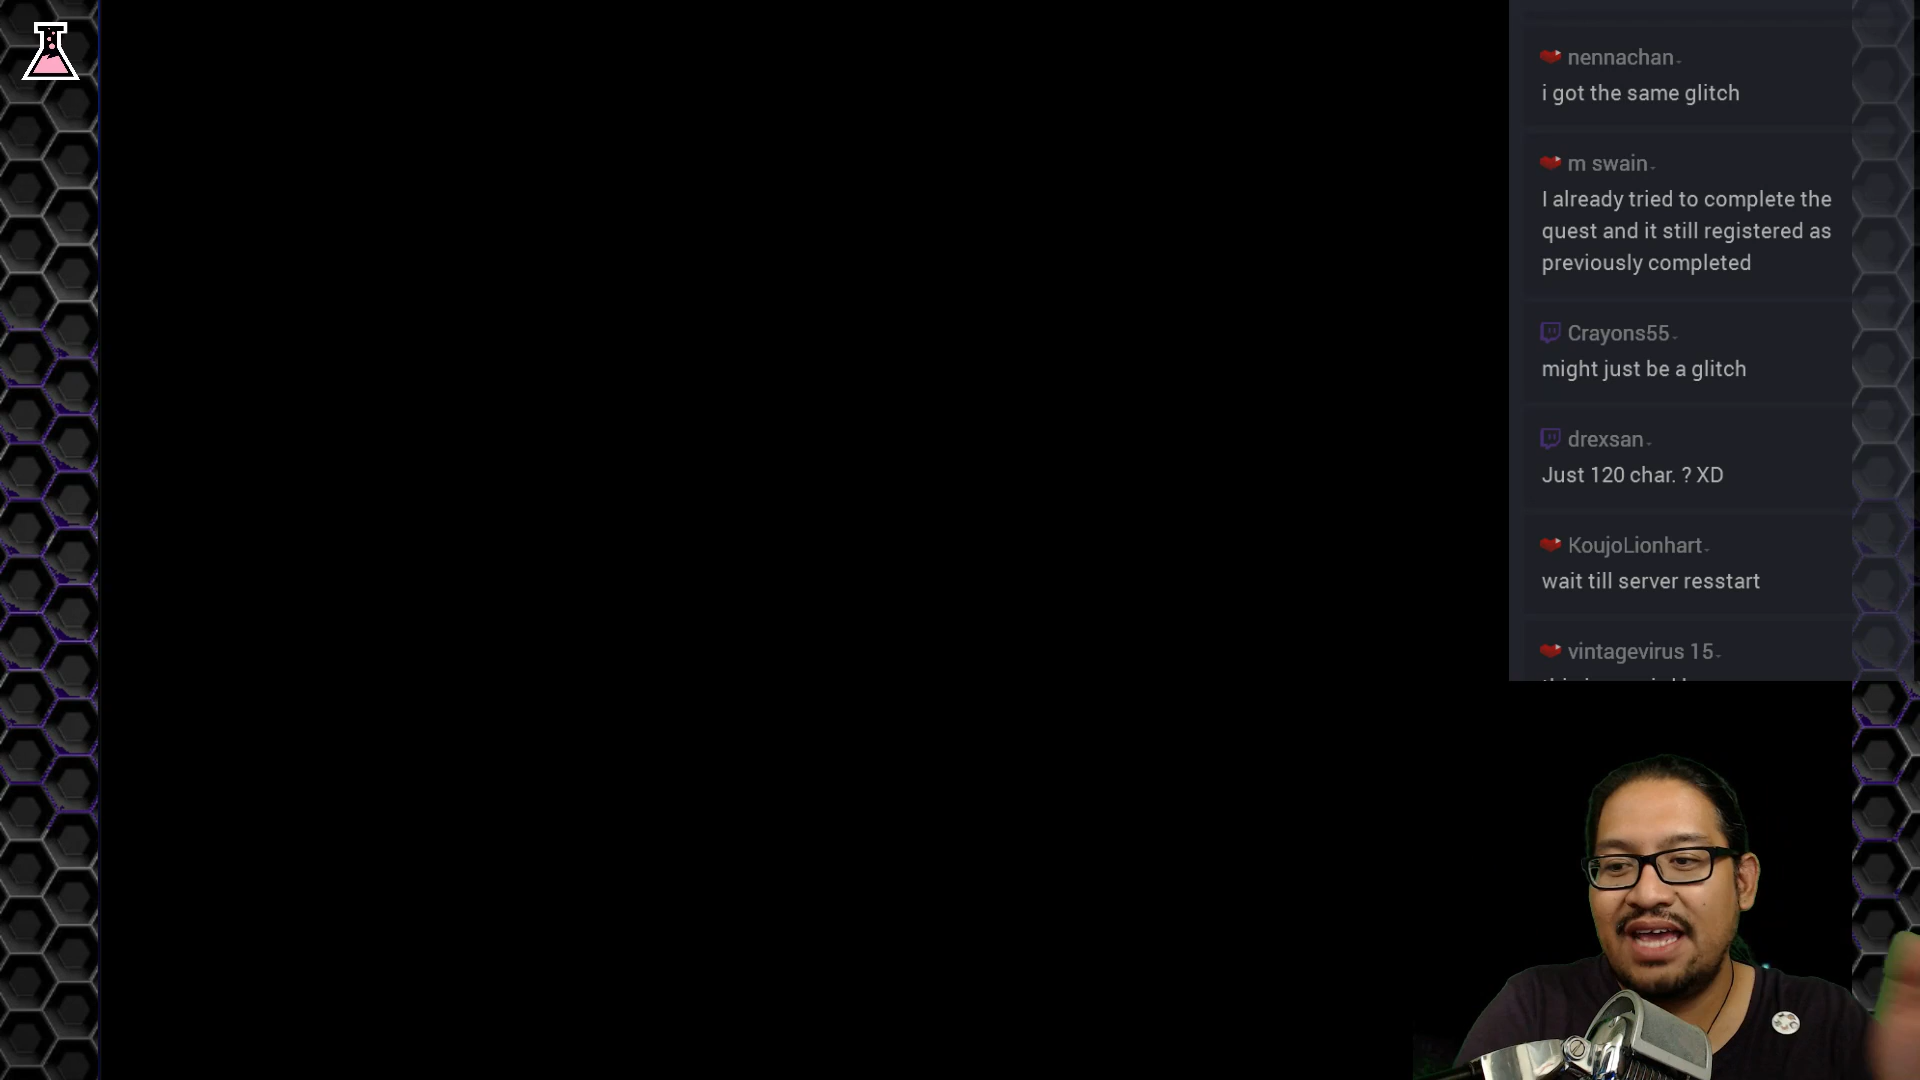 nennachan
i got the same glitch
m swain
I already tried to complete the
quest and it still registered as
previously completed
Crayons55
might just be a glitch
drexsan
Just 120 char. ? XD
KoujoLionhart
wait till server resstart
vintagevirus 15